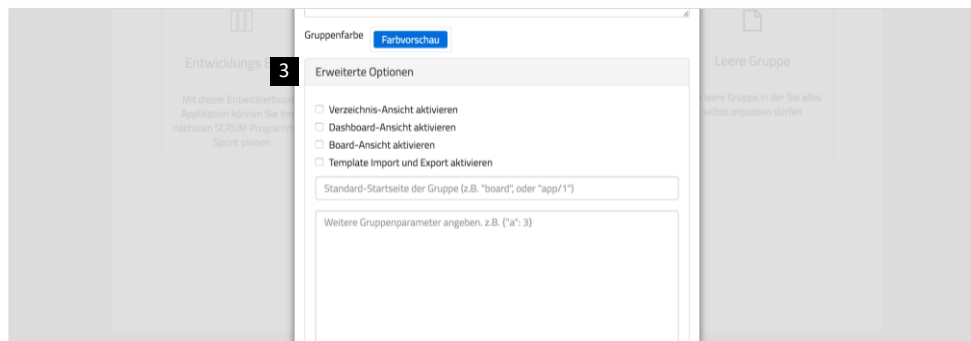 Gruppenfarbe
Farbvorschau
Entwicklungs
Mit dieser Entwicklerboard
Applikation können Sie Ihr
nächsten SCRUM Programm
Sprint planen
3
Erweiterte Optionen
Verzeichnis-Ansicht aktivieren
Dashboard-Ansicht aktivieren
Board-Ansicht aktivieren
Template Import und Export aktivieren
Standard-Startseite der Gruppe (z.B. "board", oder "app/1")
Weitere Gruppenparameter angeben. z.B. {"a": 3}
Leere Gruppe
leere Gruppe in der Sie alles
selbst anpassen dürfen